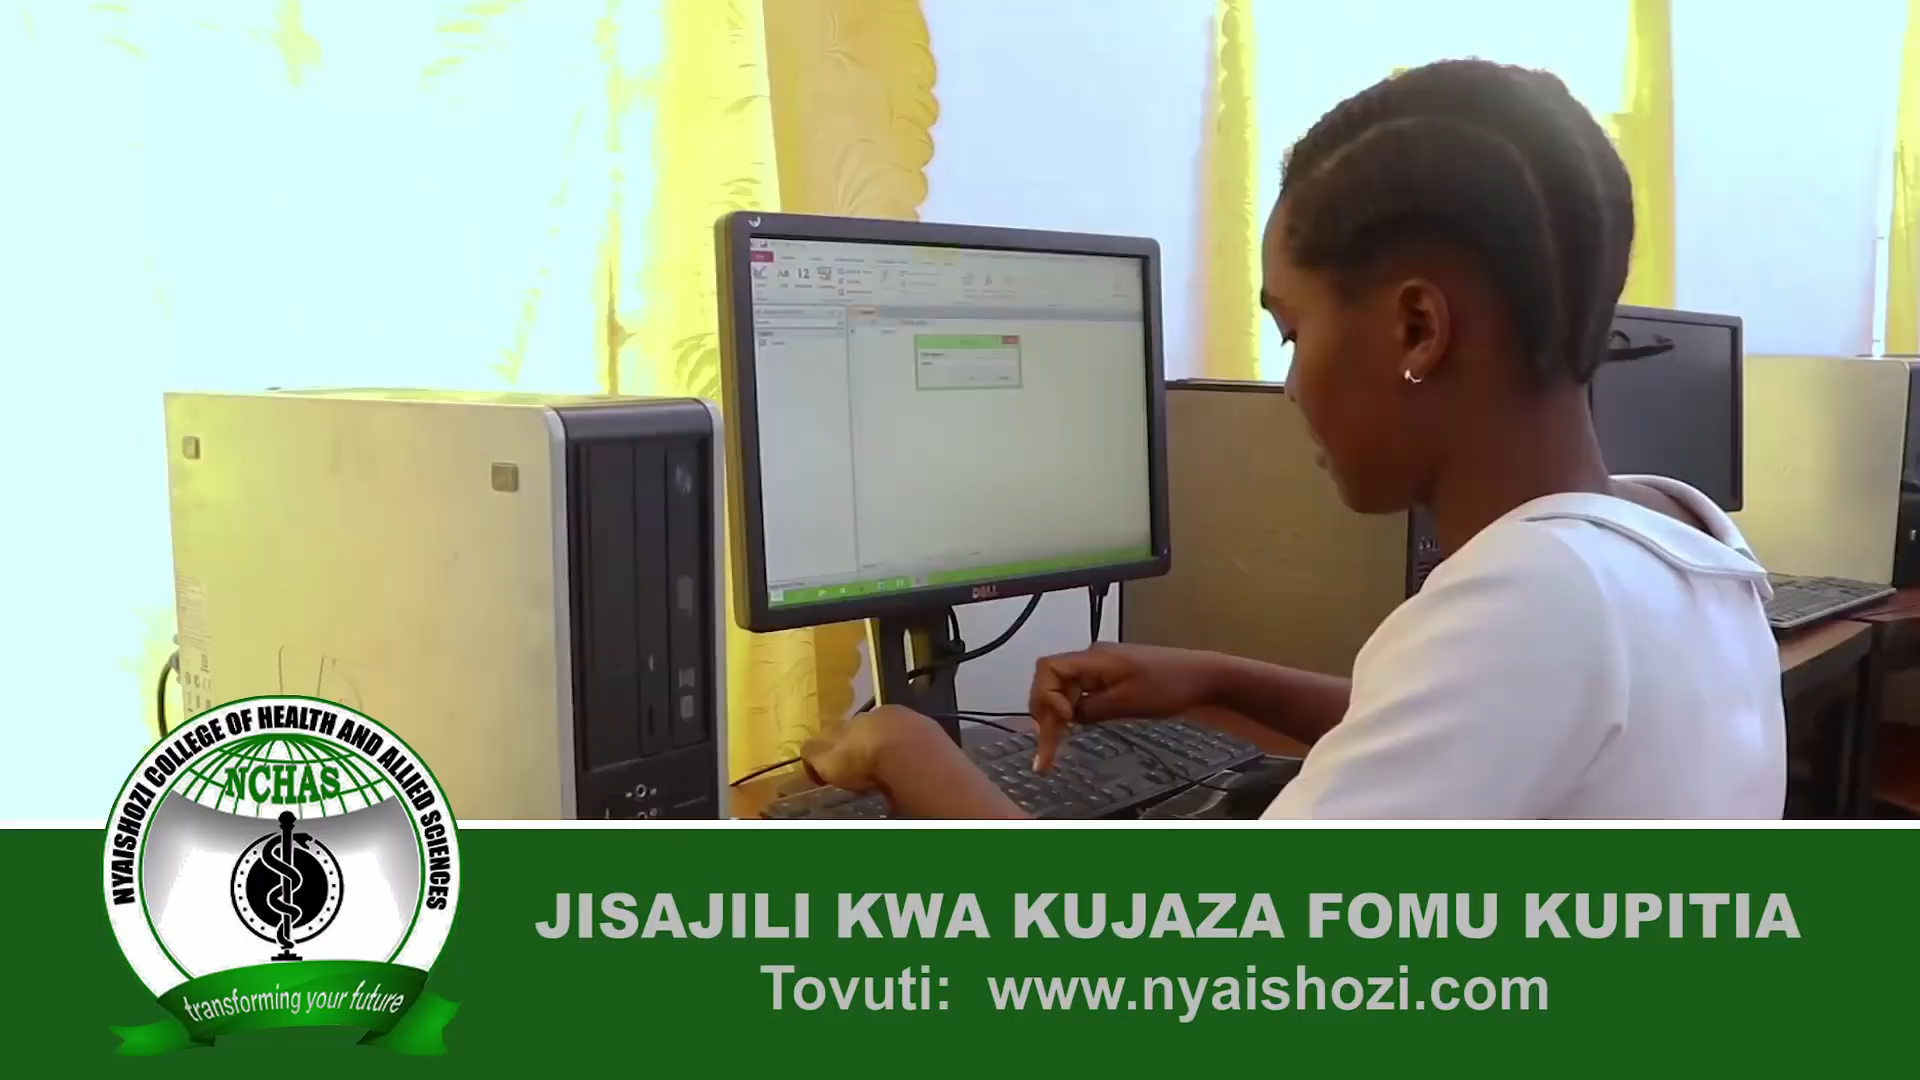 NYAISHOZI COLLEGE OF HEALTH AND ALLIED SCIENCES
NCHAS
transforming your future
JISAJILI KWA KUJAZA FOMU KUPITIA
Tovuti: www.nyaishozi.com
DELL
12